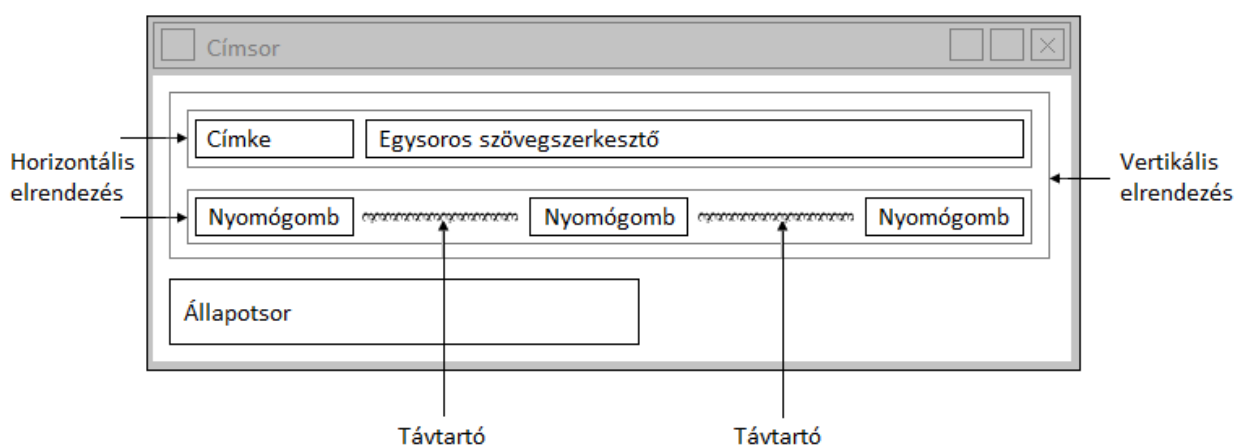 Címsor
Címke
Egysoros szövegszerkesztő
Horizontális
elrendezés
Vertikális
elrendezés
Nyomógomb
Nyomógomb
Nyomógomb
Állapotsor
Távtartó
Távtartó